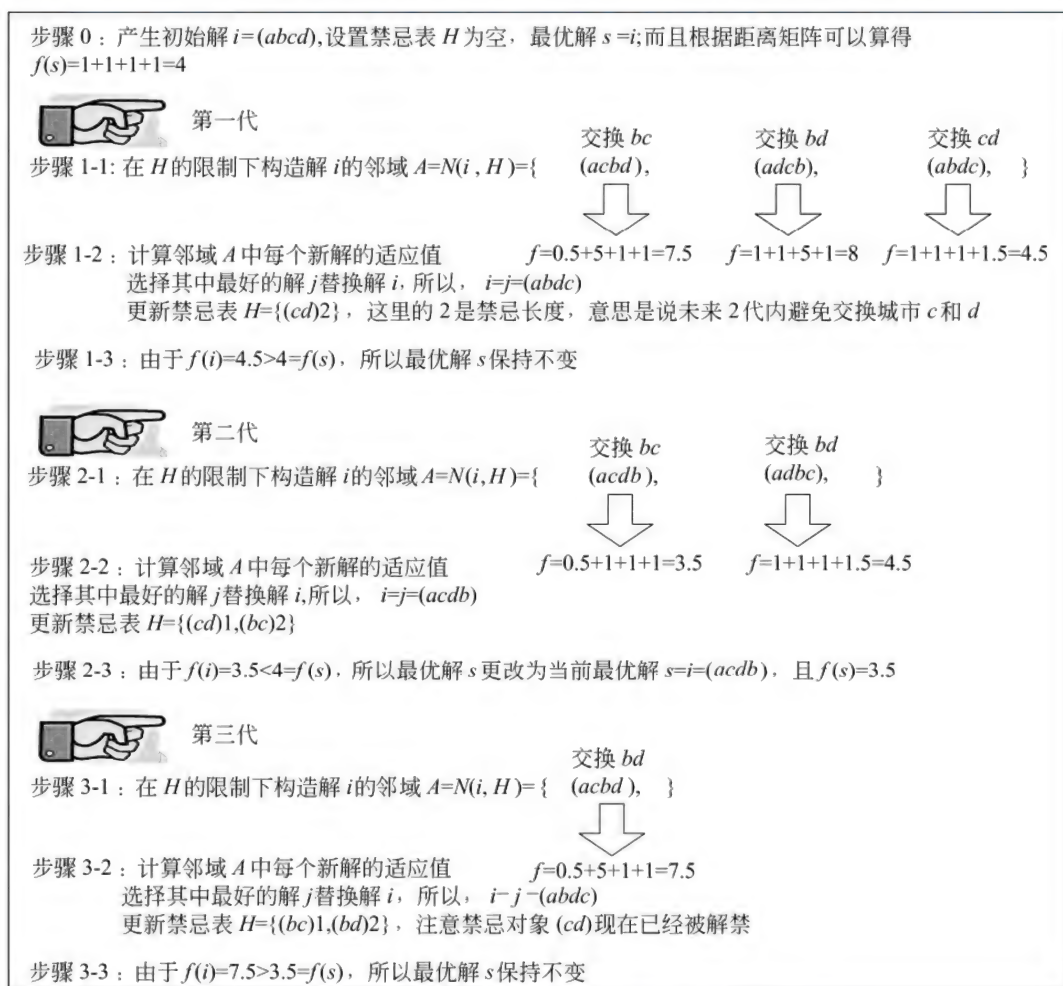 步骤 0：产生初始解 i=(abcd),设置禁忌表 H 为空，最优解 s =i;而且根据距离矩阵可以算得
f(s)=1+1+1+1=4
第一代
交换 bc 交换 bd 交换 cd
步骤 1-1: 在 H 的限制下构造解 i的邻域 A=N(i , H )={ (acbd ), (adcb), (abdc), }
步骤 1-2：计算邻域 A 中每个新解的适应值 f=0.5+5+1+1=7.5 f=1+1+5+1=8 f=1+1+1+1.5=4.5
选择其中最好的解 j替换解 i, 所以， i=j=(abdc)
更新禁忌表 H={(cd)2}，这里的 2 是禁忌长度，意思是说未来 2代内避免交换城市 c 和 d
步骤 1-3：由于 f(i)=4.5>4=f(s)，所以最优解 s 保持不变
第二代
交换 bc 交换 bd
步骤 2-1：在 H 的限制下构造解 i的邻域 A=N(i,H )={ (acdb ), (adbc), }
步骤 2-2：计算邻域 A 中每个新解的适应值 f=0.5+1+1+1=3.5 f=1+1+1+1.5=4.5
选择其中最好的解 j替换解 i,所以， i=j=(acdb)
更新禁忌表 H={(cd)1,(bc)2}
步骤 2-3：由于 f(i)=3.5<4=f(s)，所以最优解 s 更改为当前最优解 s=i=(acdb)，且 f(s)=3.5
第三代
交换 bd
步骤 3-1：在 H 的限制下构造解 i的邻域 A=N(i, H )={ (acbd ), }
步骤 3-2：计算邻域 A 中每个新解的适应值 f=0.5+5+1+1=7.5
选择其中最好的解 j替换解 i，所以， i-j-(abdc)
更新禁忌表 H={(bc)1,(bd)2}，注意禁忌对象 (cd)现在已经被解禁
步骤 3-3：由于 f(i)=7.5>3.5=f(s)，所以最优解 s 保持不变